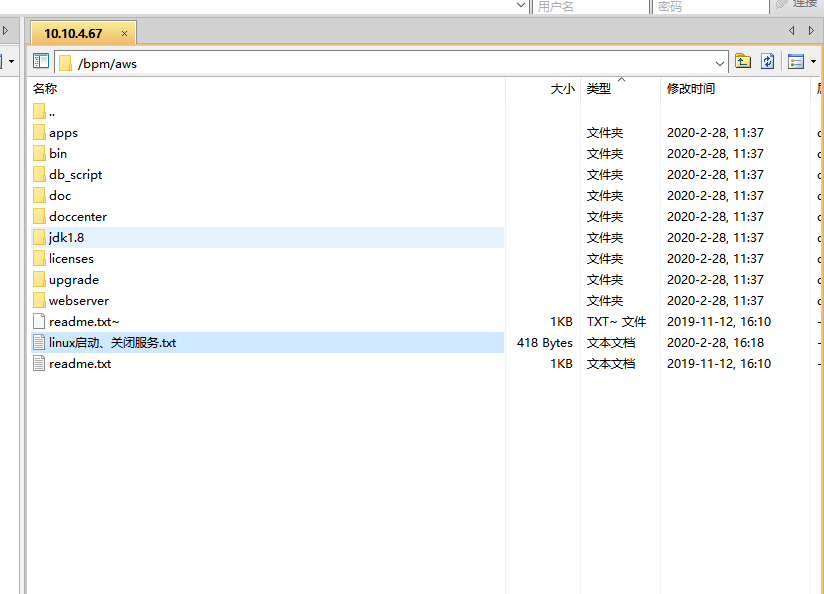 用户名 密码 连接
10.10.4.67 ×
/bpm/aws
名称 大小 类型 修改时间
..
apps 文件夹 2020-2-28, 11:37
bin 文件夹 2020-2-28, 11:37
db_script 文件夹 2020-2-28, 11:37
doc 文件夹 2020-2-28, 11:37
doccenter 文件夹 2020-2-28, 11:37
jdk1.8 文件夹 2020-2-28, 11:37
licenses 文件夹 2020-2-28, 11:37
upgrade 文件夹 2020-2-28, 11:37
webserver 文件夹 2020-2-28, 11:37
readme.txt~ 1KB TXT~ 文件 2019-11-12, 16:10
linux启动、关闭服务.txt 418 Bytes 文本文档 2020-2-28, 16:18
readme.txt 1KB 文本文档 2019-11-12, 16:10